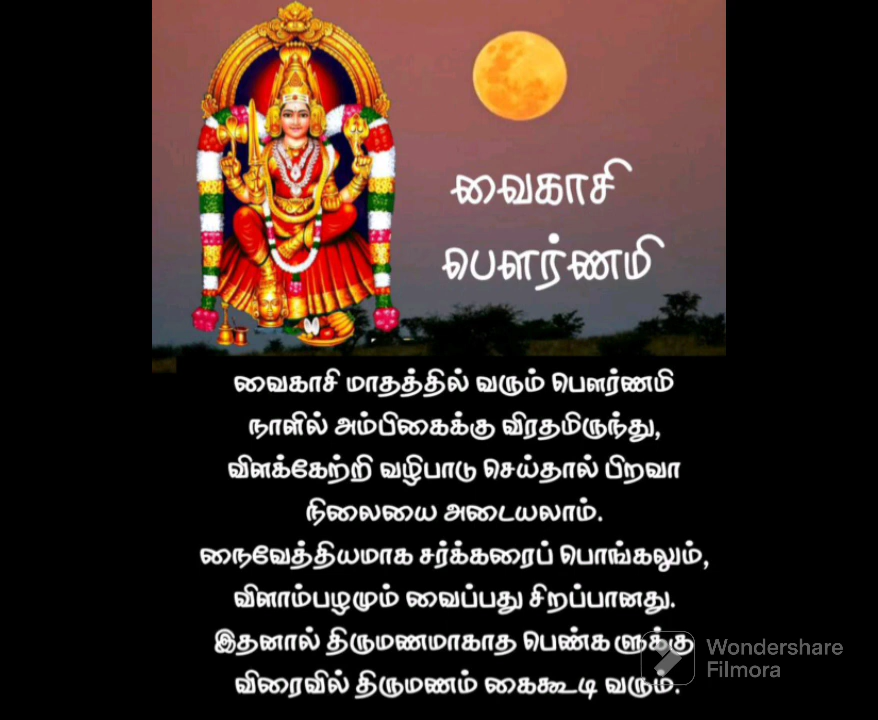 வைகாசி
பௌர்ணமி
வைகாசி மாதத்தில் வரும் பௌர்ணமி
நாளில் அம்பிகைக்கு விரதமிருந்து,
விளக்கேற்றி வழிபாடு செய்தால் பிறவா
நிலையை அடையலாம்.
நைவேத்தியமாக சர்க்கரைப் பொங்கலும்,
விளாம்பழமும் வைப்பது சிறப்பானது.
இதனால் திருமணமாகாத பெண்களுக்கு
விரைவில் திருமணம் கைகூடி வரும்.
Wondershare
Filmora